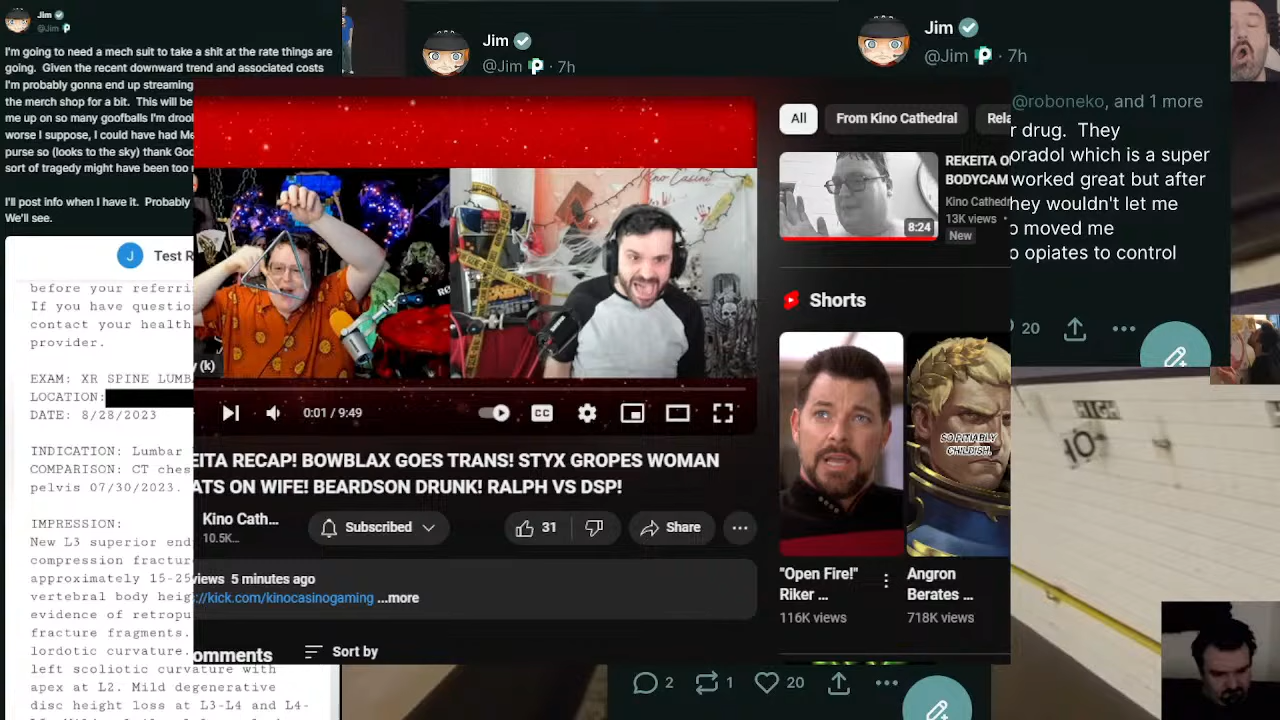 Jim
@Jim
I'm going to need a mech suit to take a shit at the rate things are
going. Given the recent downward trend and associated costs
I'm probably gonna end up streaming
the merch shop for a bit. This will be
me up on so many goofballs I'm drool
worse I suppose, I could have had Me
purse so (looks to the sky) thank God
sort of tragedy might have been too
I'll post info when I have it. Probably
We'll see.
J
Test R
before your referri
If you have questio
contact your health
provider.
EXAM: XR SPINE LUMB
LOCATION:
DATE: 8/28/2023
INDICATION: Lumbar
COMPARISON: CT ches
pelvis 07/30/2023.
IMPRESSION:
New L3 superior end
compression fractur
approximately 15-25
vertebral body heig
evidence of retropu
fracture fragments.
lordotic curvature.
left scoliotic curvature with
apex at L2. Mild degenerative
disc height loss at L3-L4 and L4-
Jim
@Jim · 7h
Jim
@Jim · 7h
@roboneko, and 1 more
r drug. They
oradol which is a super
worked great but after
hey wouldn't let me
o moved me
o opiates to control
20
Kino Casino
y (k)
0:01 / 9:49
CC
EITA RECAP! BOWBLAX GOES TRANS! STYX GROPES WOMAN
ATS ON WIFE! BEARDSON DRUNK! RALPH VS DSP!
Kino Cath...
10.5K...
Subscribed
31
Share
views 5 minutes ago
://kick.com/kinocasinogaming ...more
omments
Sort by
All
From Kino Cathedral
Rela
8:24
REKEITA O
BODYCAM
Kino Cathedr
13K views •
New
Shorts
SO PITIABLY
CHILDISH,
"Open Fire!"
Riker ...
116K views
Angron
Berates ...
718K views
HIGH
10
2
1
20